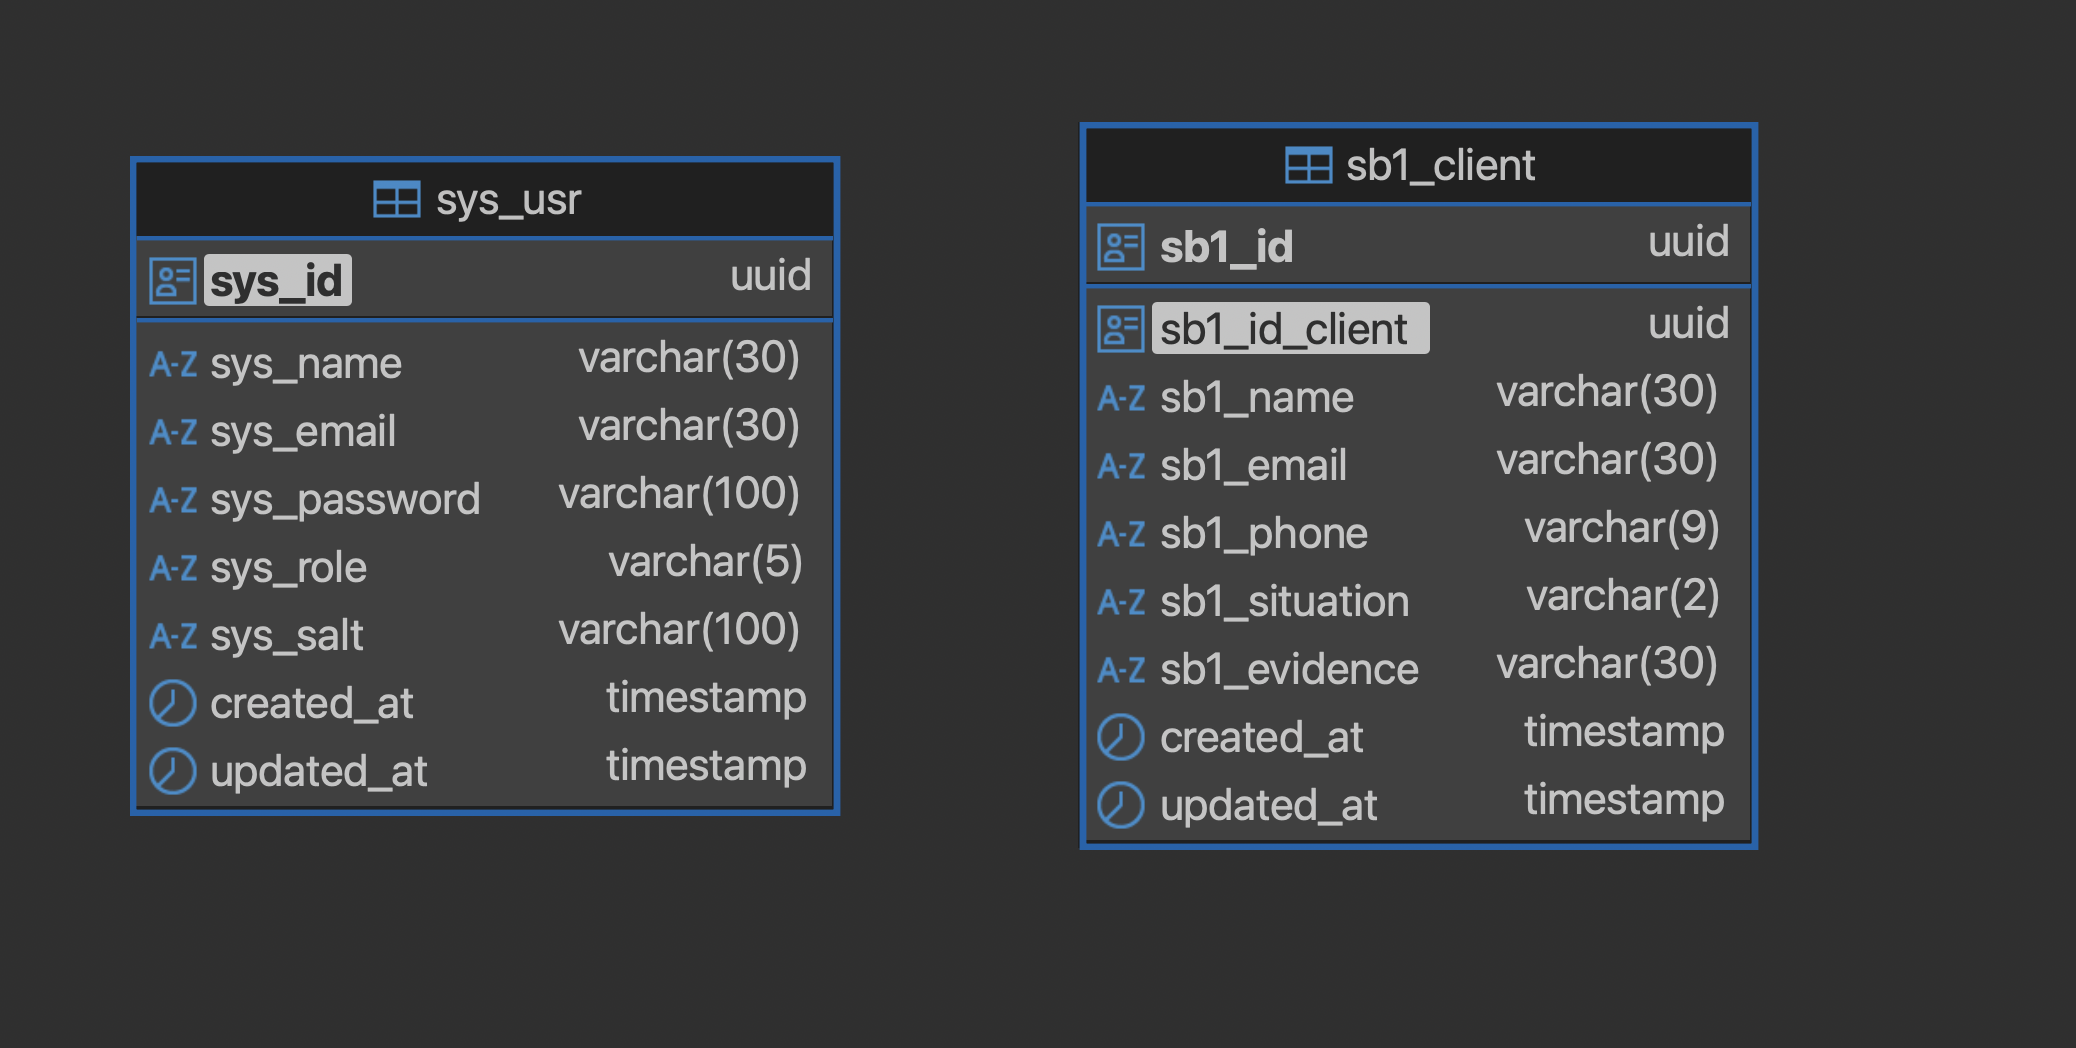 sys_usr
sys_id uuid
A-Z sys_name varchar(30)
A-Z sys_email varchar(30)
A-Z sys_password varchar(100)
A-Z sys_role varchar(5)
A-Z sys_salt varchar(100)
created_at timestamp
updated_at timestamp
sb1_client
sb1_id uuid
sb1_id_client uuid
A-Z sb1_name varchar(30)
A-Z sb1_email varchar(30)
A-Z sb1_phone varchar(9)
A-Z sb1_situation varchar(2)
A-Z sb1_evidence varchar(30)
created_at timestamp
updated_at timestamp